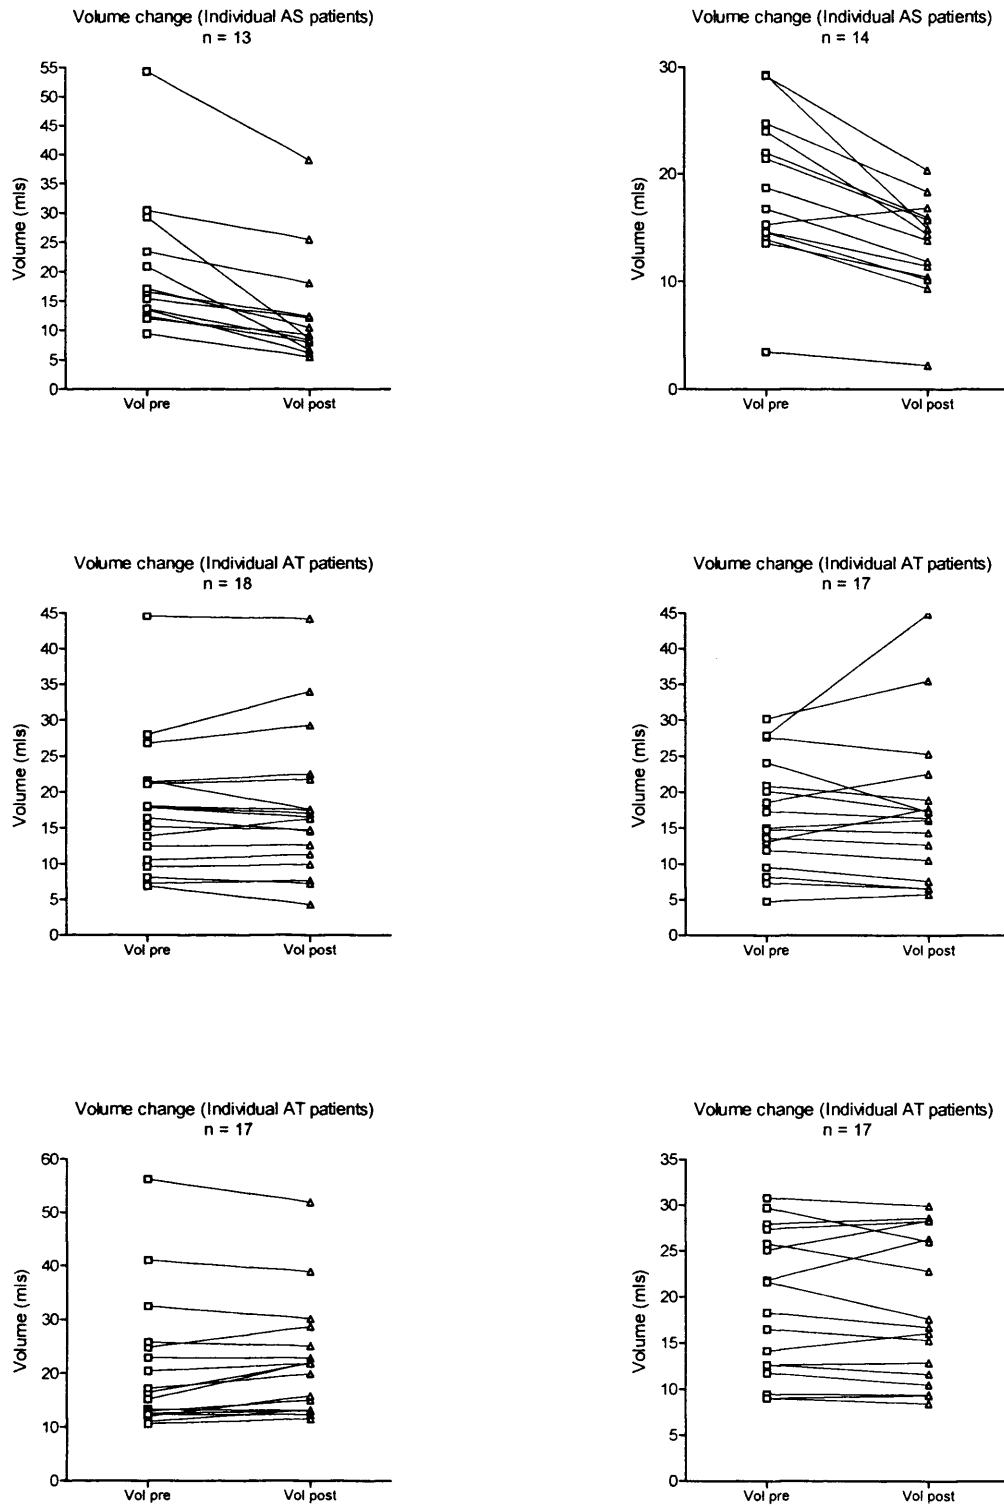 Volume change (Individual AS patients)
n = 13
55
50
45
40
35
30
25
20
15
10
5
0
Volume (mls)
Vol pre
Vol post
Volume change (Individual AS patients)
n = 14
30
20
10
0
Volume (mls)
Vol pre
Vol post
Volume change (Individual AT patients)
n = 18
45
40
35
30
25
20
15
10
5
0
Volume (mls)
Vol pre
Vol post
Volume change (Individual AT patients)
n = 17
45
40
35
30
25
20
15
10
5
0
Volume (mls)
Vol pre
Vol post
Volume change (Individual AT patients)
n = 17
60
50
40
30
20
10
0
Volume (mls)
Vol pre
Vol post
Volume change (Individual AT patients)
n = 17
35
30
25
20
15
10
5
0
Volume (mls)
Vol pre
Vol post